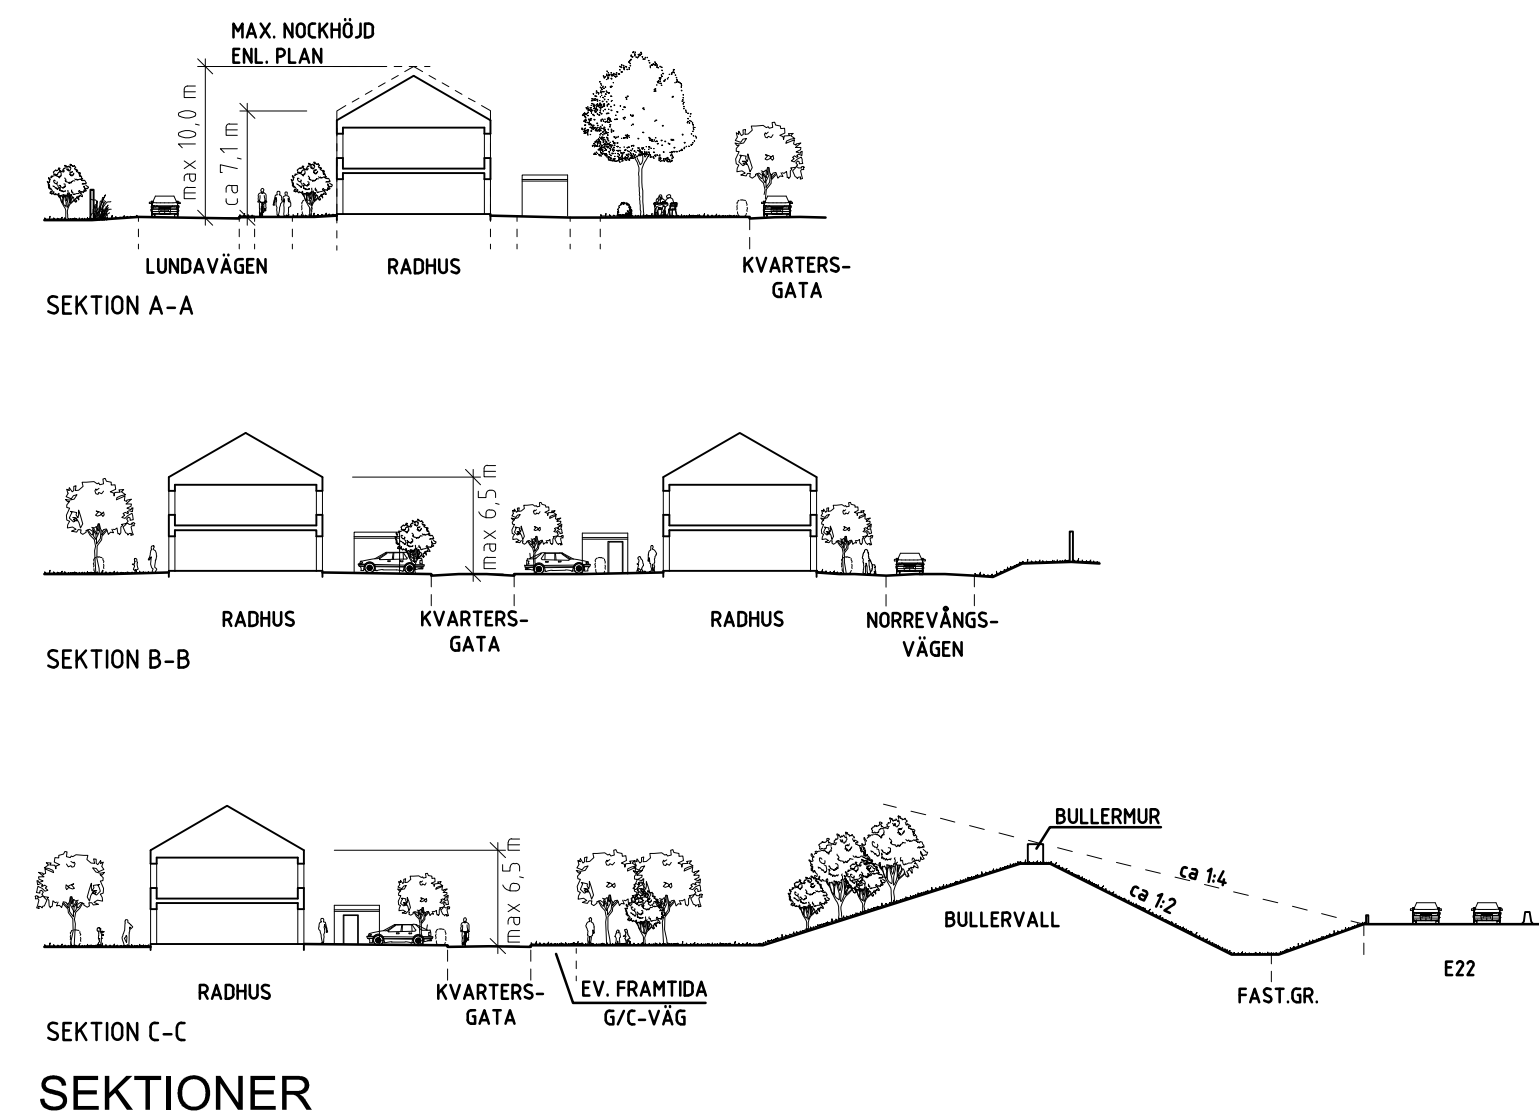 MAX. NOCKHÖJD
ENL. PLAN
max 10,0 m
ca 7,1 m
LUNDAVÄGEN
RADHUS
KVARTERS-
GATA
SEKTION A-A
max 6,5 m
RADHUS
KVARTERS-
GATA
RADHUS
NORREVÅNGS-
VÄGEN
SEKTION B-B
BULLERMUR
max 6,5 m
ca 1:4
ca 1:2
BULLERVALL
E22
RADHUS
KVARTERS-
GATA
EV. FRAMTIDA
G/C-VÄG
FAST.GR.
SEKTION C-C
SEKTIONER